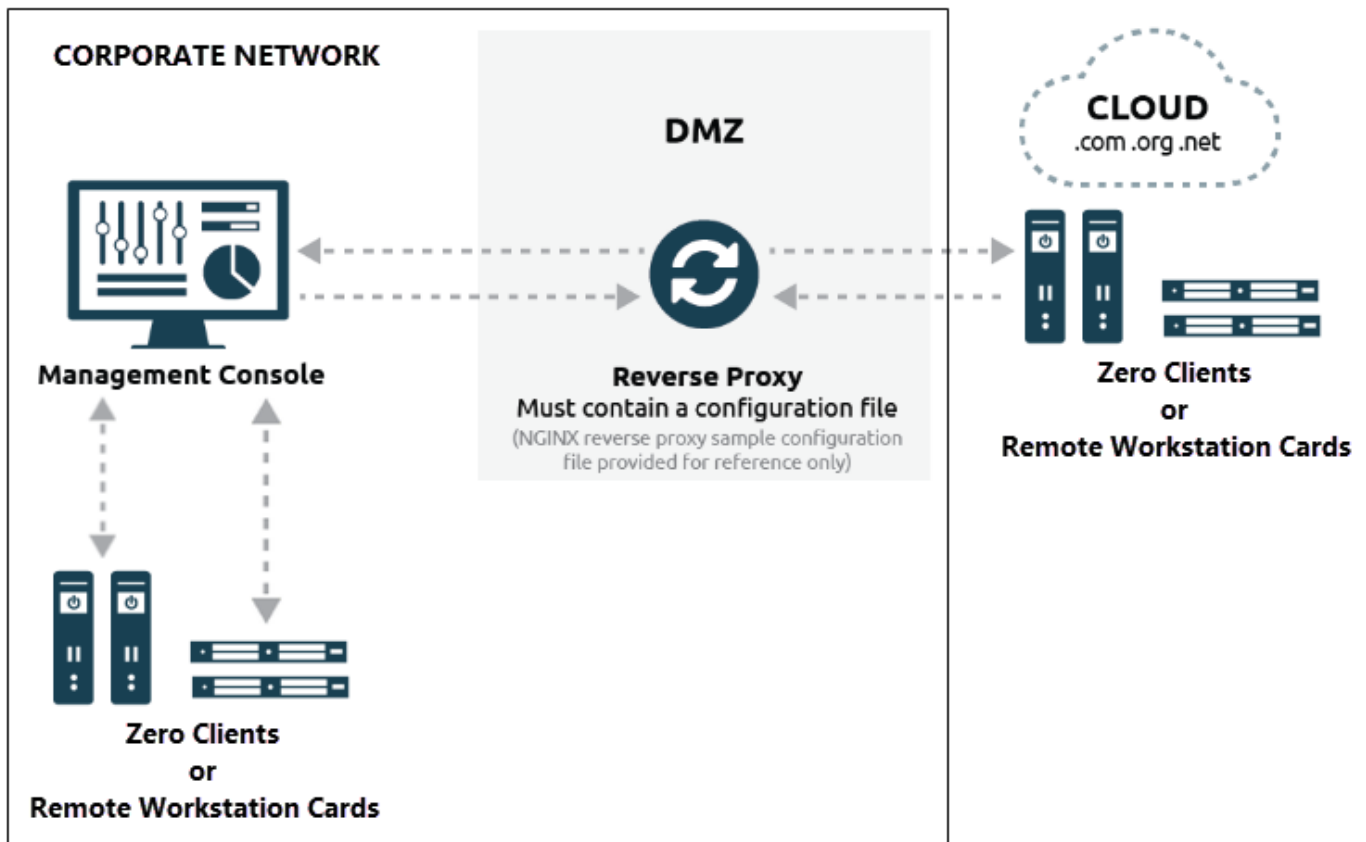 CORPORATE NETWORK
DMZ
CLOUD
.com .org .net
Management Console
Reverse Proxy
Must contain a configuration file
(NGINX reverse proxy sample configuration
file provided for reference only)
Zero Clients
or
Remote Workstation Cards
Zero Clients
or
Remote Workstation Cards